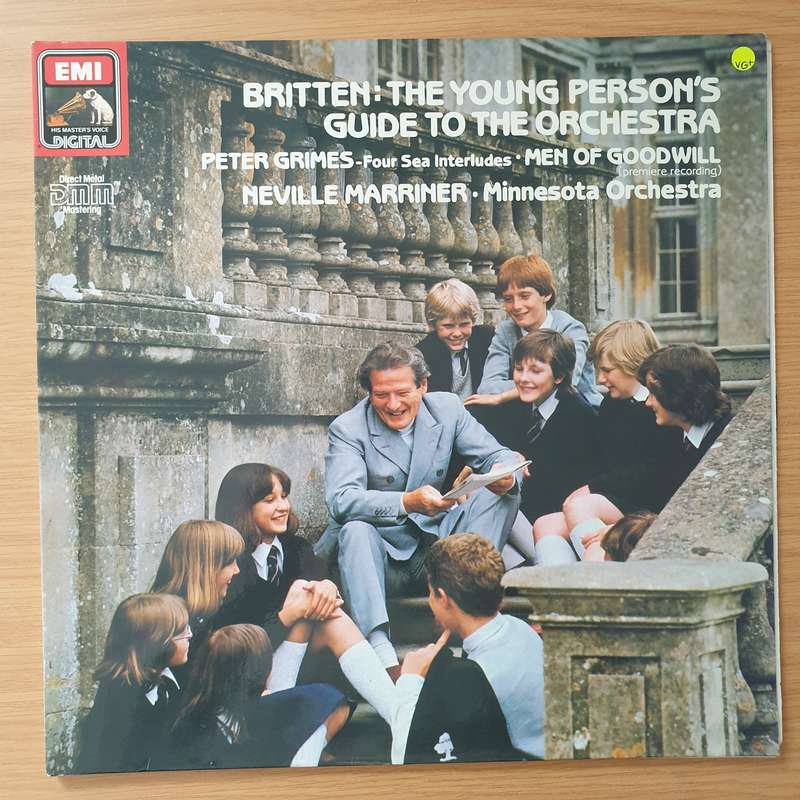 EMI
HIS MASTER'S VOICE
DIGITAL
Direct Metal
DMM
Mastering
VG+
BRITTEN: THE YOUNG PERSON'S
GUIDE TO THE ORCHESTRA
PETER GRIMES-Four Sea Interludes · MEN OF GOODWILL
(premiere recording)
NEVILLE MARRINER · Minnesota Orchestra